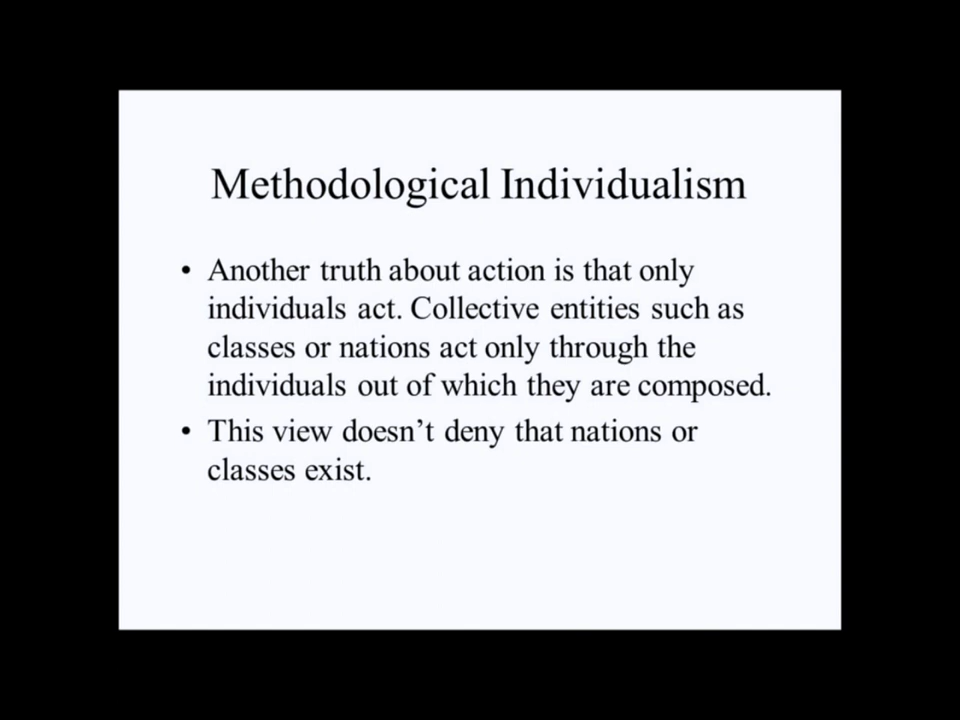 Methodological Individualism
• Another truth about action is that only
individuals act. Collective entities such as
classes or nations act only through the
individuals out of which they are composed.
• This view doesn’t deny that nations or
classes exist.